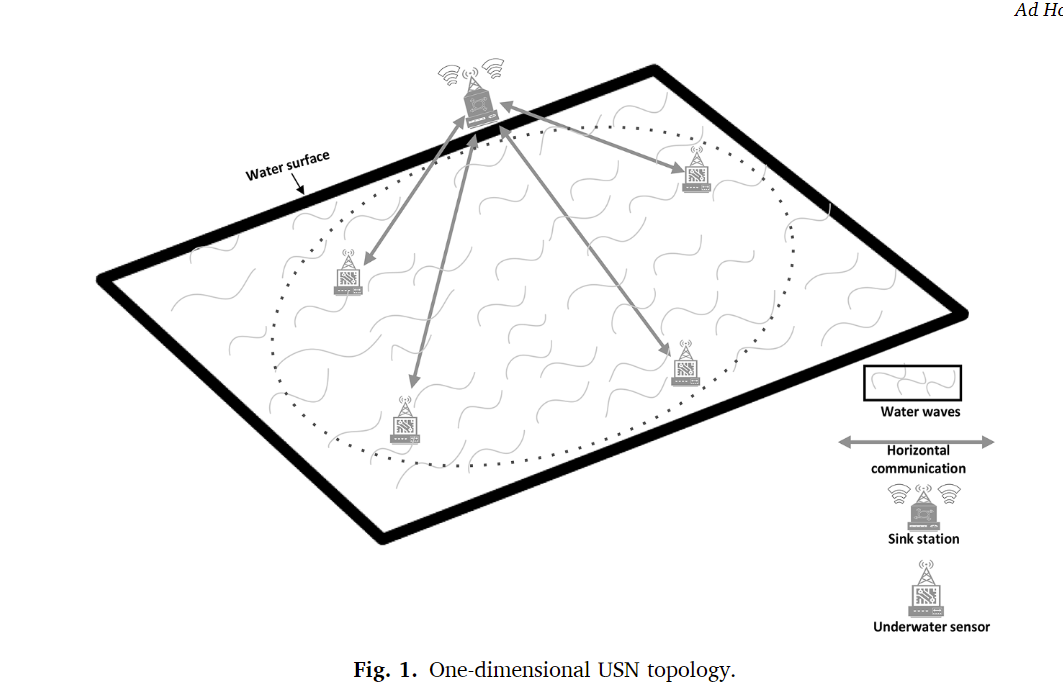 Ad Ho
Water surface
Water waves
Horizontal
communication
Sink station
Underwater sensor
Fig. 1. One-dimensional USN topology.